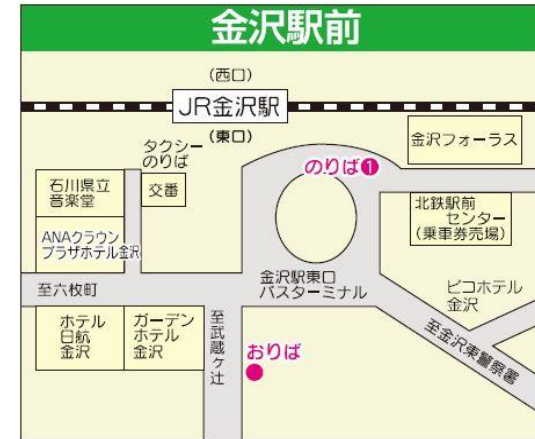 金沢駅前
(西口)
JR金沢駅
(東口)
タクシー
のりば
交番
のりば❶
金沢フォーラス
石川県立
音楽堂
ANAクラウン
プラザホテル金沢
北鉄駅前
センター
(乗車券売場)
金沢駅東口
バスターミナル
至六枚町
ピコホテル
金沢
ホテル
日航
金沢
ガーデン
ホテル
金沢
至武蔵ヶ辻
おりば
至金沢東警察署